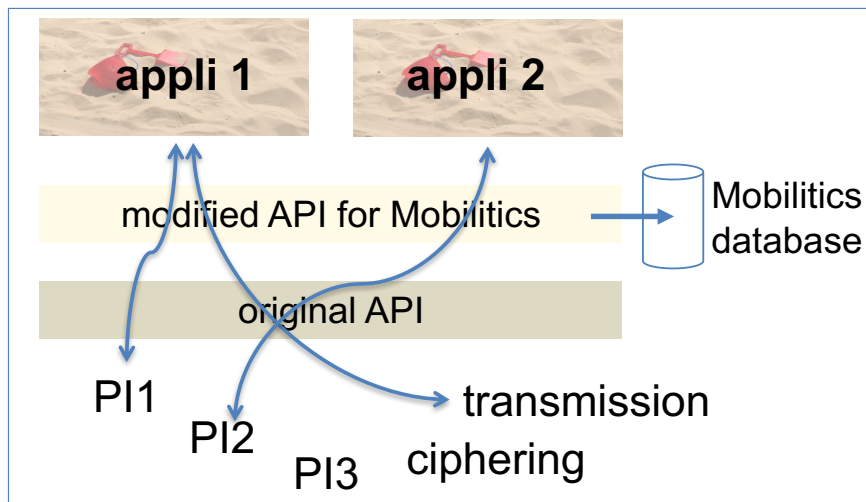 appli 1
appli 2
modified API for Mobilitics
Mobilitics
database
original API
PI1
PI2
PI3
transmission
ciphering